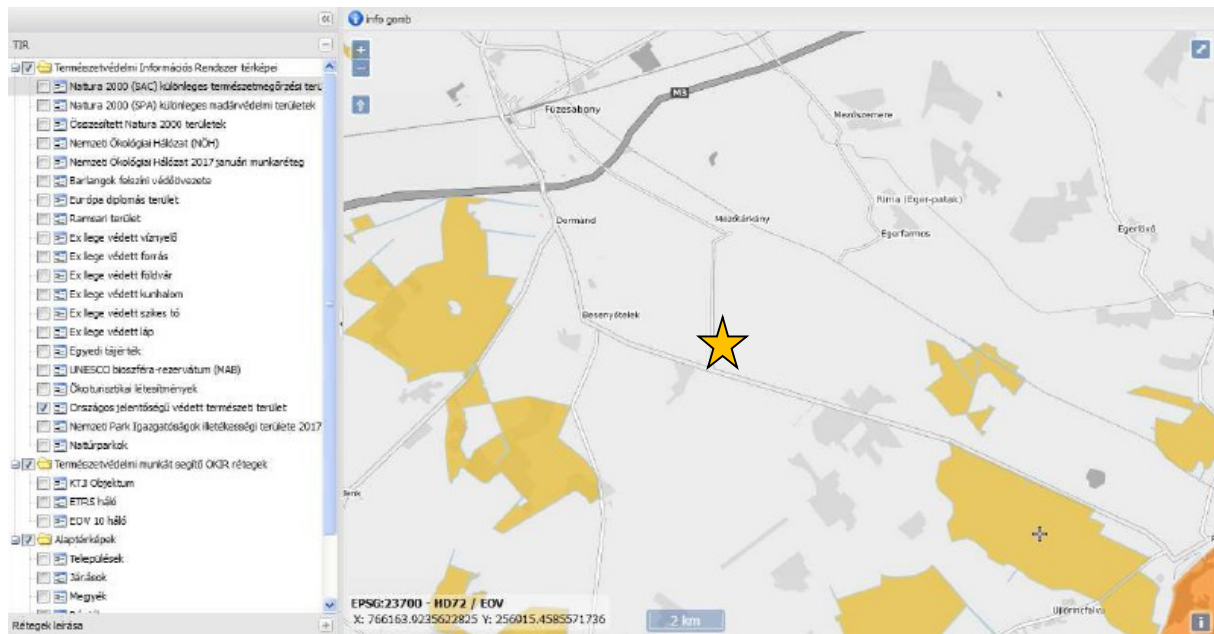 info gomb
TIR
Természetvédelmi Információs Rendszer térképei
Natura 2000 (SAC) különleges természetmegőrzési terü
Natura 2000 (SPA) különleges madárvédelmi területek
Összesített Natura 2000 területek
Nemzeti Ökológiai Hálózat (NÖH)
Nemzeti Ökológiai Hálózat 2017 januári munkaréteg
Barlangok felszíni védőövezete
Európa diplomás terület
Ramsari terület
Ex lege védett víznyelő
Ex lege védett forrás
Ex lege védett földvár
Ex lege védett kunhalom
Ex lege védett szikes tó
Ex lege védett láp
Egyedi tájérték
UNESCO bioszféra-rezervátum (MAB)
Ökoturisztikai létesítmények
Országos jelentőségű védett természeti terület
Nemzeti Park Igazgatóságok illetékességi területe 2017
Natúrparkok
Természetvédelmi munkát segítő OKIR rétegek
KTJ Objektum
ETRS háló
EOV 10 háló
Alaptérképek
Települések
Járások
Megyék
Rétegek leírása
M3
Füzesabony
Mezőszemere
Rima (Eger-patak)
Dormánd
Mezőtárkány
Egerfarmos
Egerlövő
Besenyőtelek
Újlőrincfalva
EPSG:23700 - HD72 / EOV
X: 766163.9235622825 Y: 256015.4585571736
2 km